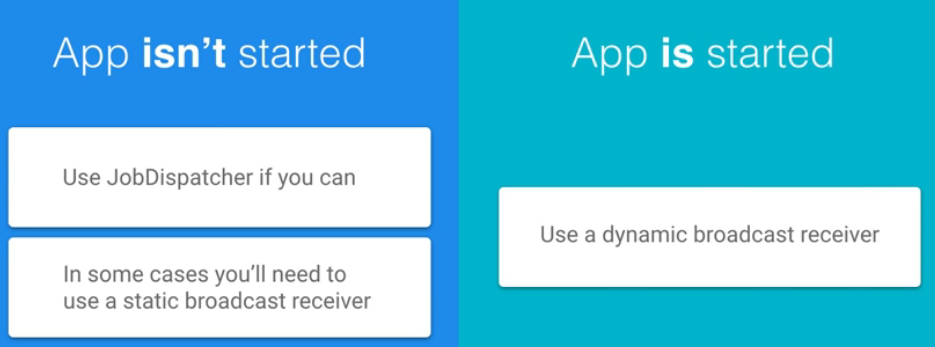 App isn’t started
Use JobDispatcher if you can
In some cases you’ll need to
use a static broadcast receiver
App is started
Use a dynamic broadcast receiver